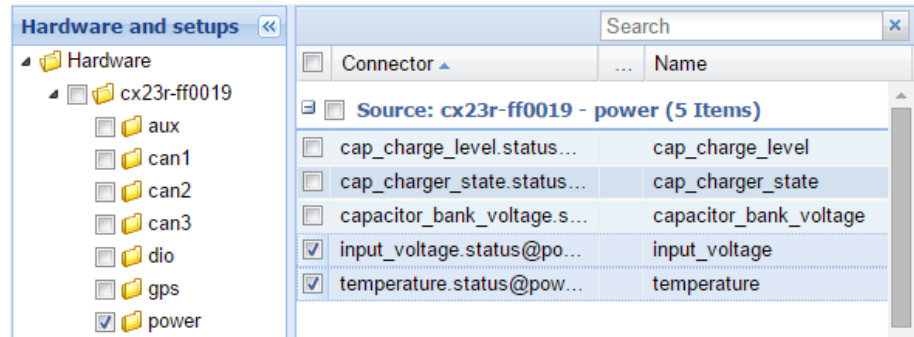 Hardware and setups «
Hardware
cx23r-ff0019
aux
can1
can2
can3
dio
gps
power
Search ×
Connector ... Name
Source: cx23r-ff0019 - power (5 Items)
cap_charge_level.status... cap_charge_level
cap_charger_state.status... cap_charger_state
capacitor_bank_voltage.s... capacitor_bank_voltage
input_voltage.status@po... input_voltage
temperature.status@pow... temperature